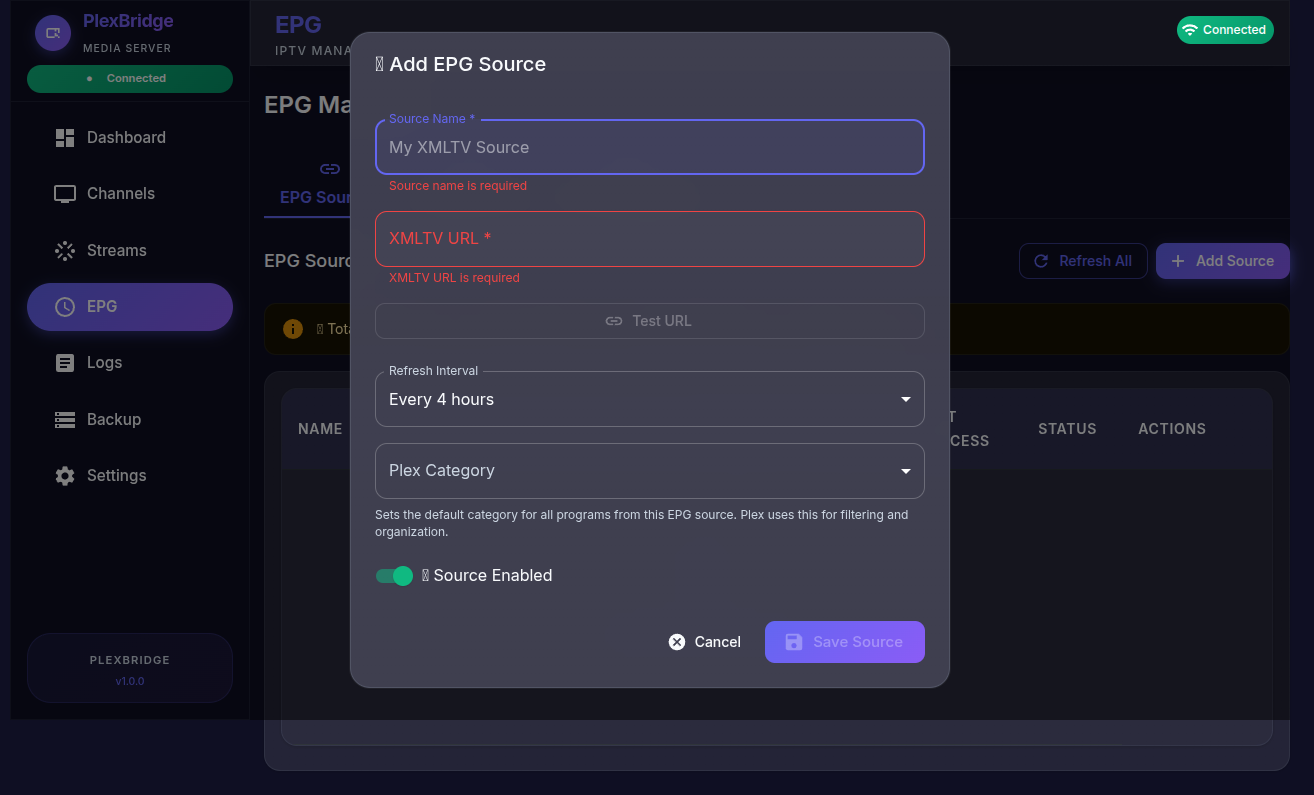 PlexBridge
MEDIA SERVER
Connected
Dashboard
Channels
Streams
EPG
Logs
Backup
Settings
PLEXBRIDGE
v1.0.0
EPG
IPTV MANA
Connected
EPG Ma
EPG Sour
EPG Sourc
Refresh All
Add Source
Tota
NAME
T
CESS
STATUS
ACTIONS
Add EPG Source
Source Name *
My XMLTV Source
Source name is required
XMLTV URL *
XMLTV URL is required
Test URL
Refresh Interval
Every 4 hours
Plex Category
Sets the default category for all programs from this EPG source. Plex uses this for filtering and
organization.
Source Enabled
Cancel
Save Source